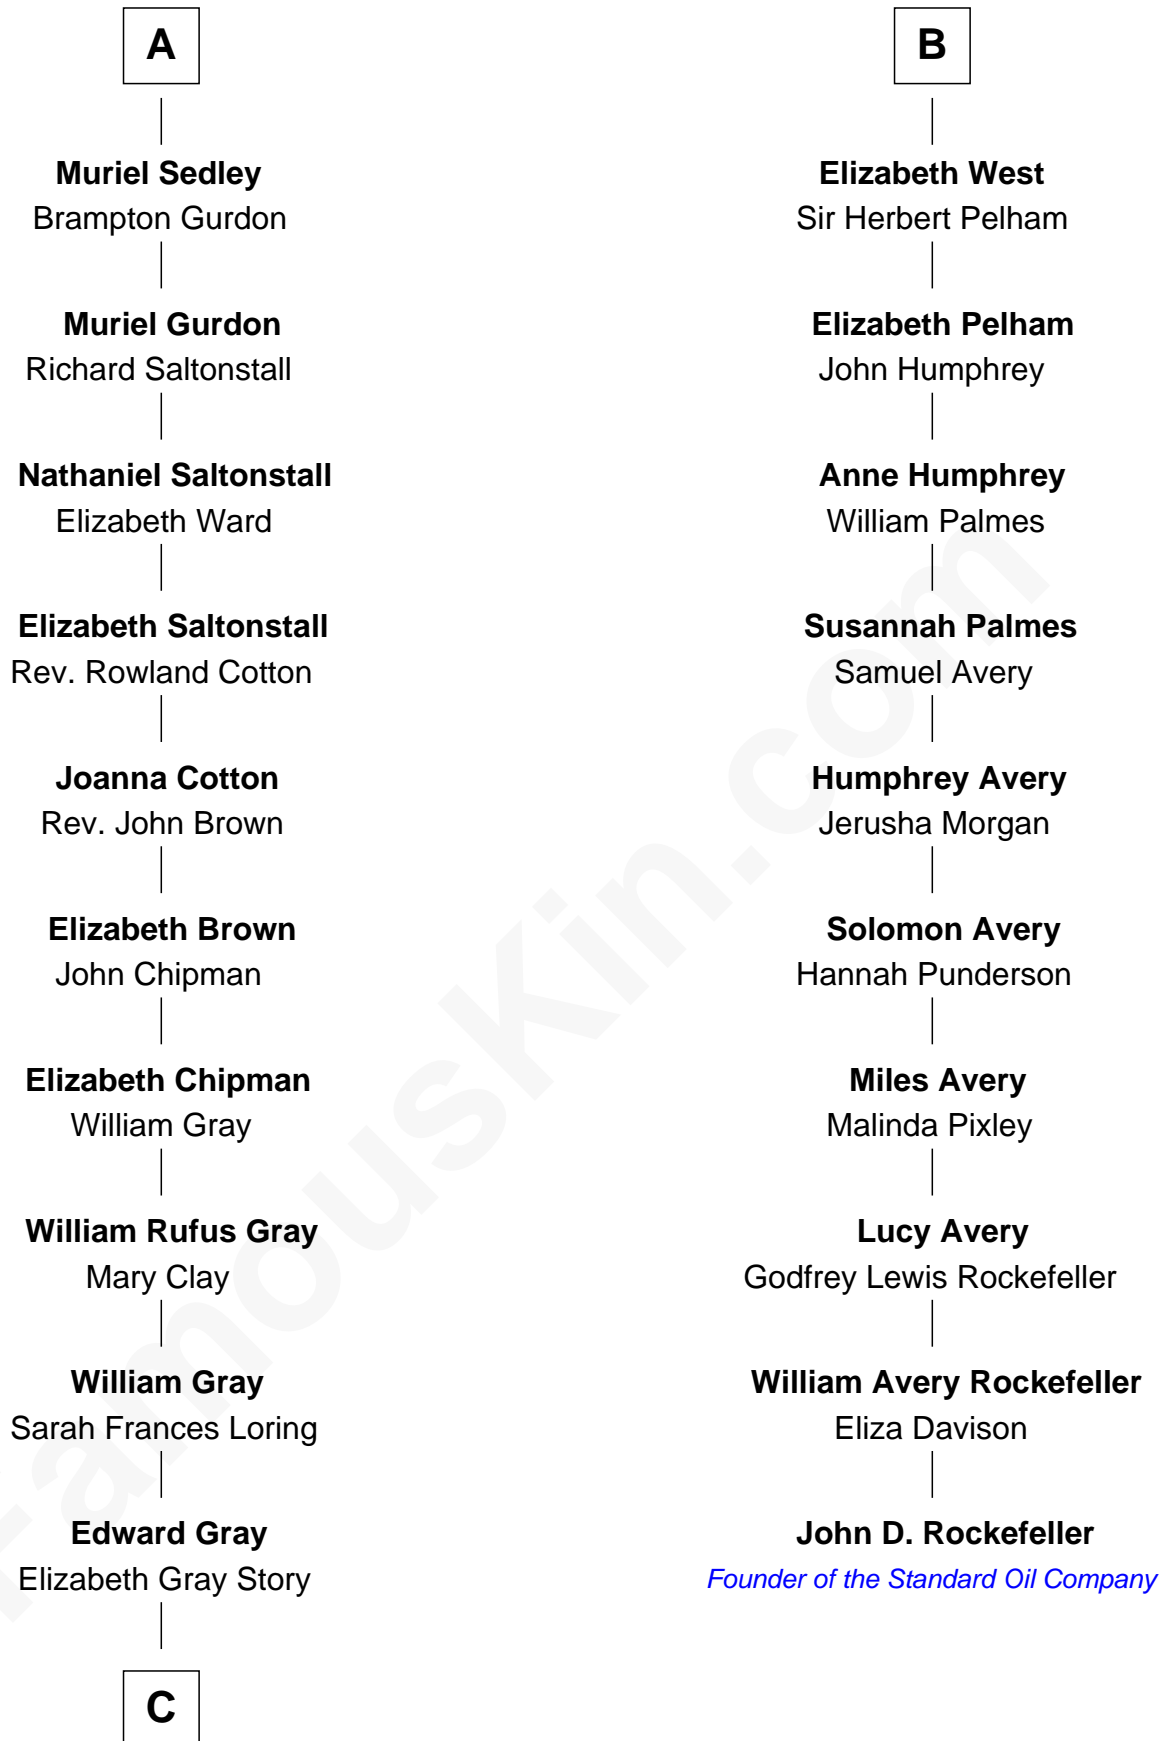 A
Muriel Sedley
Brampton Gurdon
Muriel Gurdon
Richard Saltonstall
Nathaniel Saltonstall
Elizabeth Ward
Elizabeth Saltonstall
Rev. Rowland Cotton
Joanna Cotton
Rev. John Brown
Elizabeth Brown
John Chipman
Elizabeth Chipman
William Gray
William Rufus Gray
Mary Clay
William Gray
Sarah Frances Loring
Edward Gray
Elizabeth Gray Story
C
B
Elizabeth West
Sir Herbert Pelham
Elizabeth Pelham
John Humphrey
Anne Humphrey
William Palmes
Susannah Palmes
Samuel Avery
Humphrey Avery
Jerusha Morgan
Solomon Avery
Hannah Punderson
Miles Avery
Malinda Pixley
Lucy Avery
Godfrey Lewis Rockefeller
William Avery Rockefeller
Eliza Davison
John D. Rockefeller
Founder of the Standard Oil Company
FamousKin.com